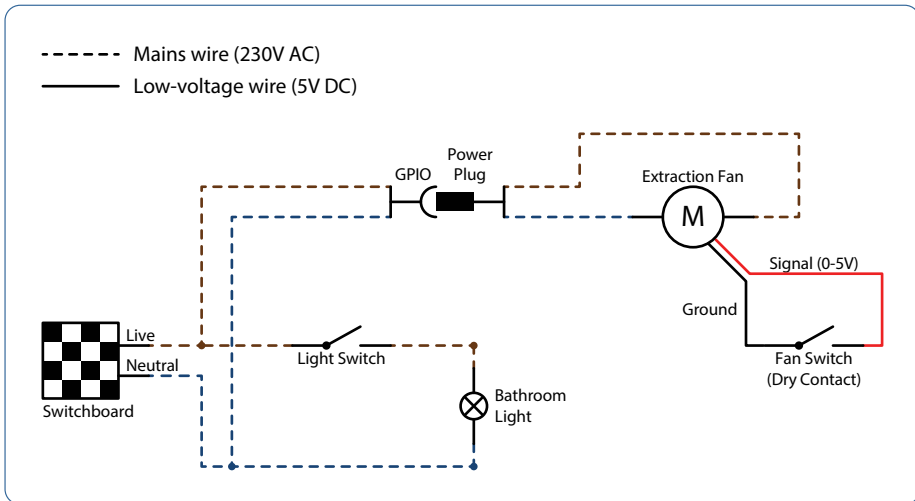 Mains wire (230V AC)
Low-voltage wire (5V DC)
GPIO
Power
Plug
Extraction Fan
M
Signal (0-5V)
Ground
Fan Switch
(Dry Contact)
Live
Neutral
Switchboard
Light Switch
Bathroom
Light